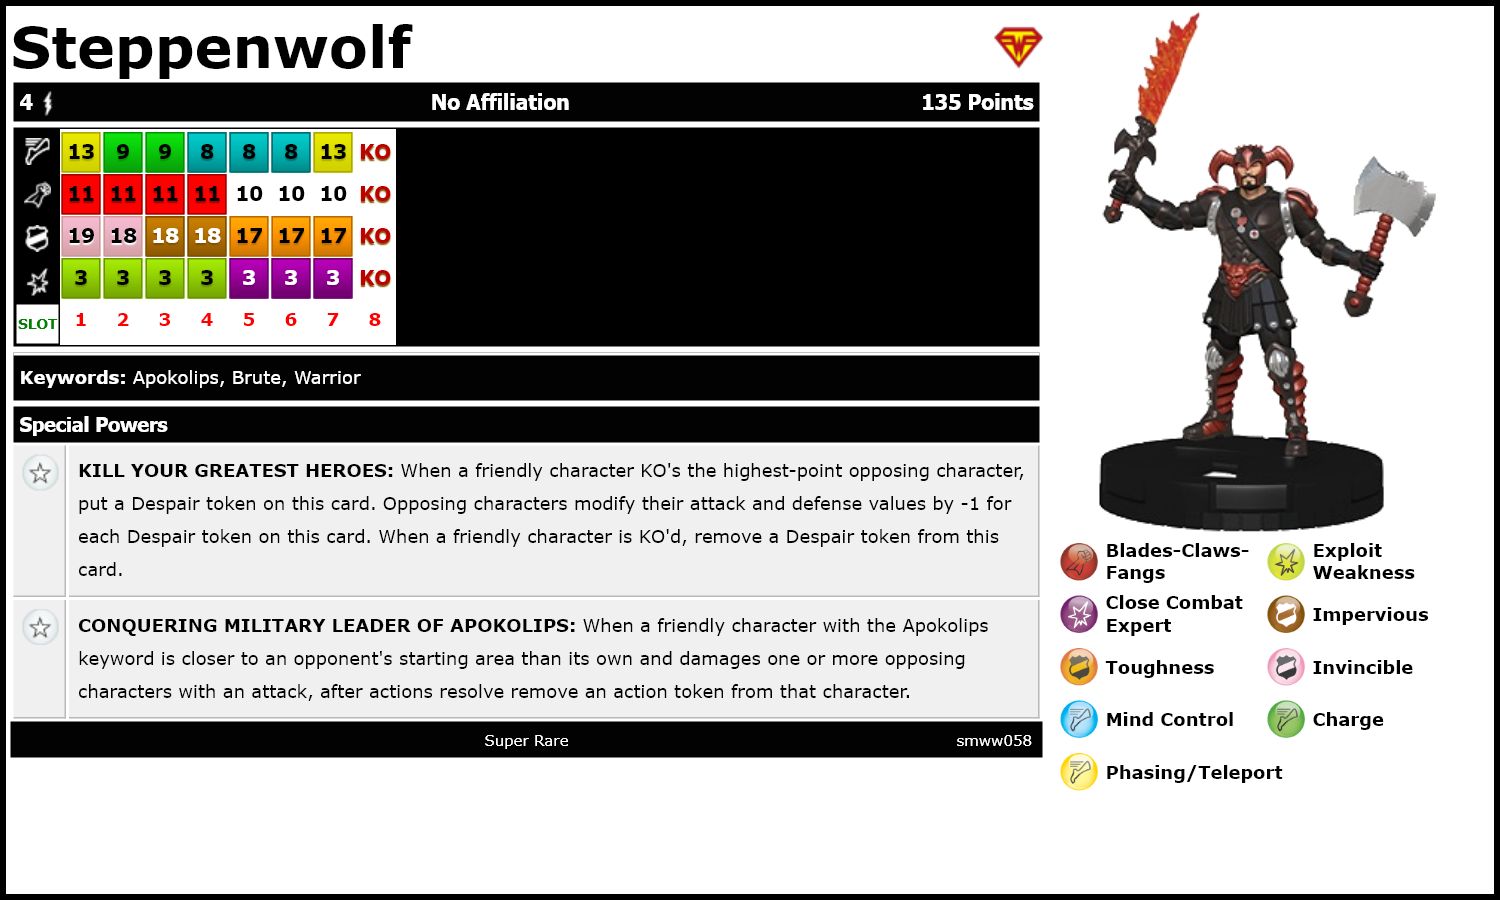 Steppenwolf
4 No Affiliation 135 Points
13 9 9 8 8 8 13 KO
11 11 11 11 10 10 10 KO
19 18 18 18 17 17 17 KO
3 3 3 3 3 3 3 KO
SLOT 1 2 3 4 5 6 7 8
Keywords: Apokolips, Brute, Warrior
Special Powers
KILL YOUR GREATEST HEROES: When a friendly character KO's the highest-point opposing character,
put a Despair token on this card. Opposing characters modify their attack and defense values by -1 for
each Despair token on this card. When a friendly character is KO'd, remove a Despair token from this
card.
CONQUERING MILITARY LEADER OF APOKOLIPS: When a friendly character with the Apokolips
keyword is closer to an opponent's starting area than its own and damages one or more opposing
characters with an attack, after actions resolve remove an action token from that character.
Super Rare smww058
Blades-Claws-
Fangs
Exploit
Weakness
Close Combat
Expert
Impervious
Toughness
Invincible
Mind Control
Charge
Phasing/Teleport